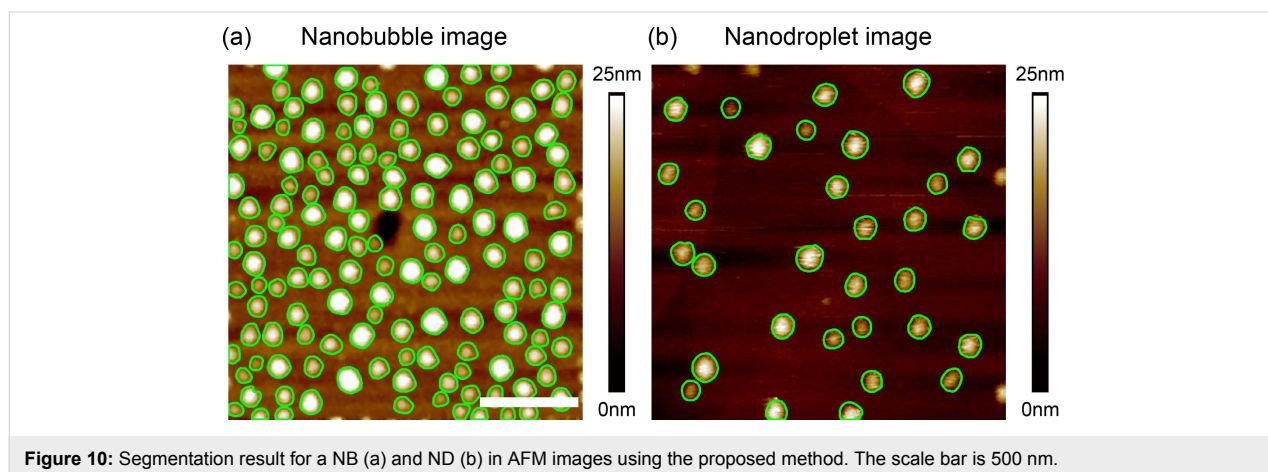 (a) Nanobubble image
(b) Nanodroplet image
25nm
0nm
25nm
0nm
Figure 10: Segmentation result for a NB (a) and ND (b) in AFM images using the proposed method. The scale bar is 500 nm.